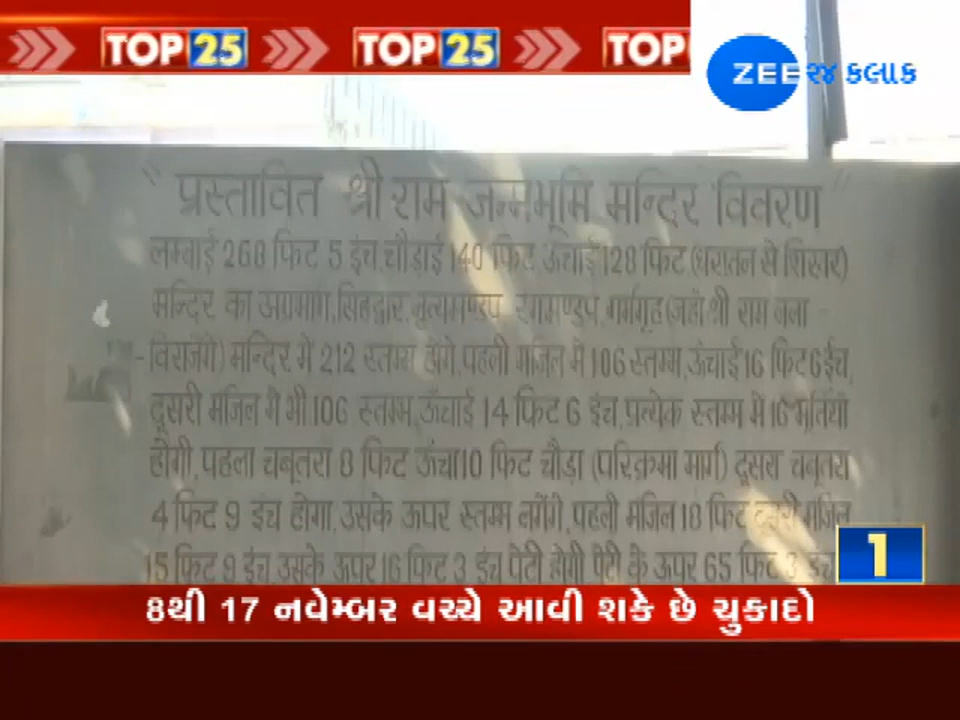 TOP 25 TOP 25 TOP
ZEE ૨૪ કલાક
"प्रस्तावित श्री राम जन्मभूमि मन्दिर विवरण"
लम्बाई 268 फिट 5 इंच, चौड़ाई 140 फिट, ऊंचाई 128 फिट (धरातल से शिखर)
मन्दिर का अग्रभाग, सिंहद्वार, नृत्यमण्डप, रंगमण्डप, गर्भगृह (जहां श्री राम लला -
- विराजेंगे) मन्दिर में 212 स्तम्भ होंगे, पहली मंजिल में 106 स्तम्भ, ऊंचाई 16 फिट 6 ईंच,
दूसरी मंजिल में भी 106 स्तम्भ, ऊंचाई 14 फिट 6 इंच, प्रत्येक स्तम्भ में 16 मूर्तियां
होंगी, पहला चबूतरा 8 फिट ऊंचा 10 फिट चौड़ा (परिक्रमा मार्ग) दूसरा चबूतरा
4 फिट 9 इंच होगा, उसके ऊपर स्तम्भ लगेंगे, पहली मंजिल 18 फिट दूसरी मंजिल
15 फिट 9 इंच, उसके ऊपर 16 फिट 3 इंच पेटी होगी, पेटी के ऊपर 65 फिट 3 इंच
1
8થી 17 નવેમ્બર વચ્ચે આવી શકે છે ચુકાદો